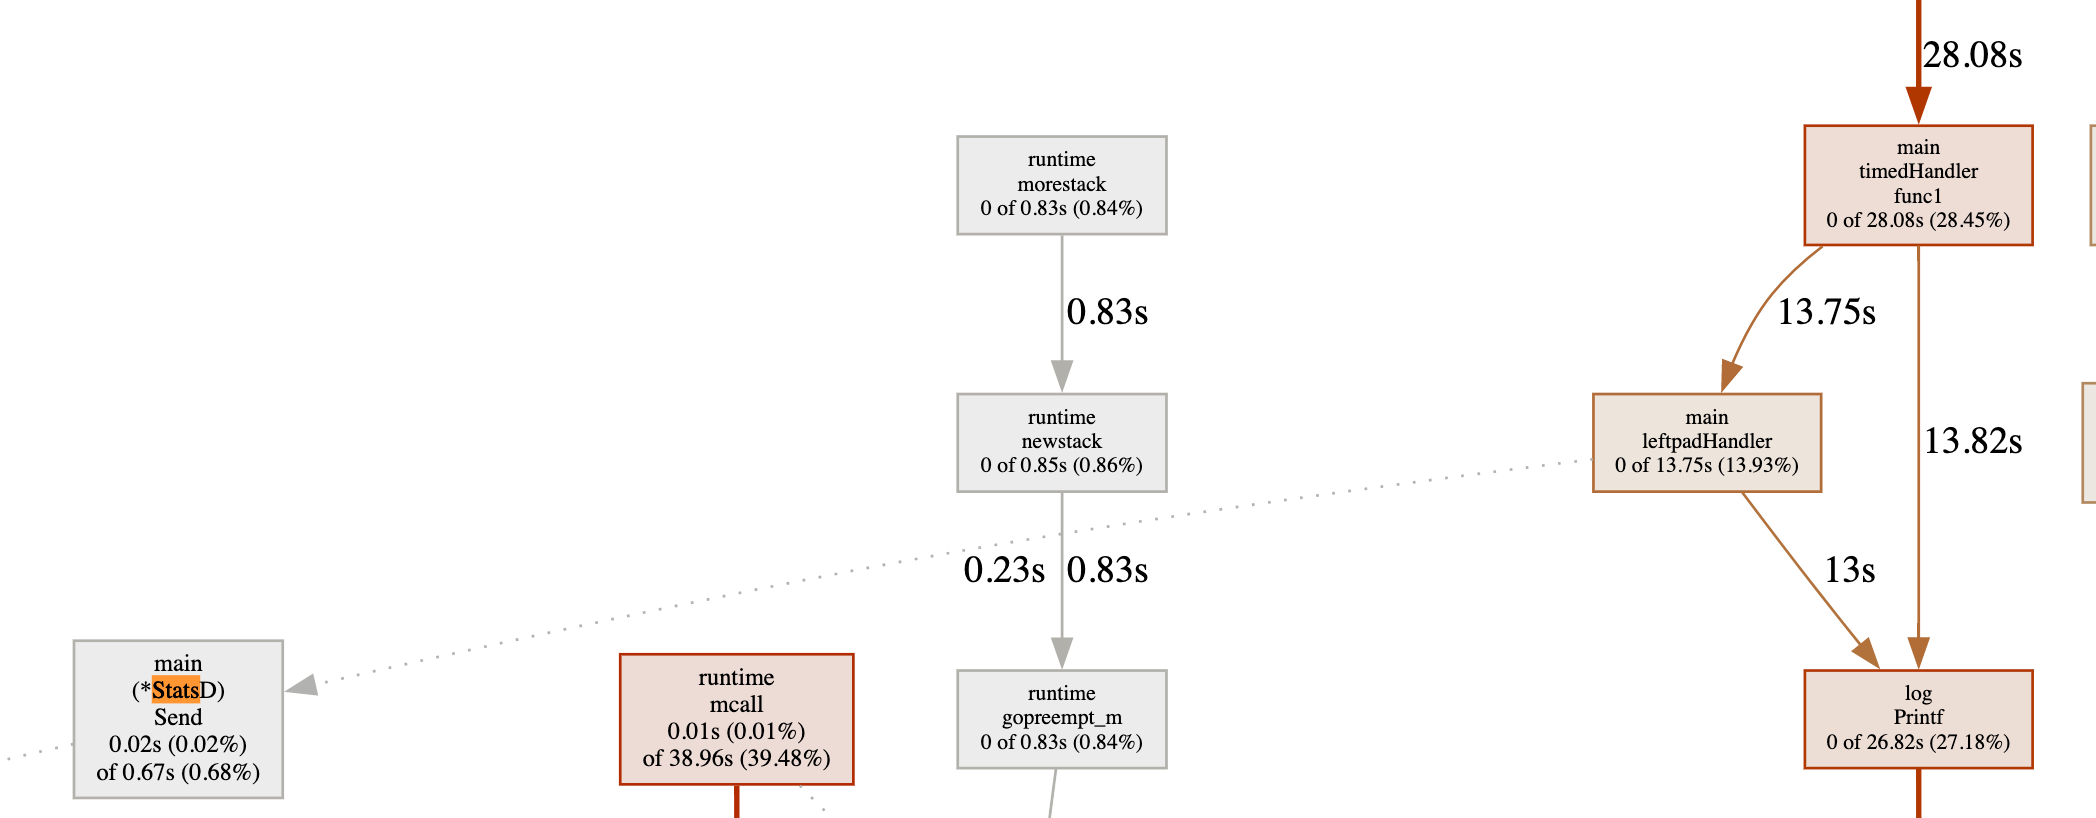 28.08s
runtime
morestack
0 of 0.83s (0.84%)
main
timedHandler
func1
0 of 28.08s (28.45%)
0.83s
13.75s
runtime
newstack
0 of 0.85s (0.86%)
main
leftpadHandler
0 of 13.75s (13.93%)
13.82s
0.23s
0.83s
13s
main
(*StatsD)
Send
0.02s (0.02%)
of 0.67s (0.68%)
runtime
mcall
0.01s (0.01%)
of 38.96s (39.48%)
runtime
gopreempt_m
0 of 0.83s (0.84%)
log
Printf
0 of 26.82s (27.18%)